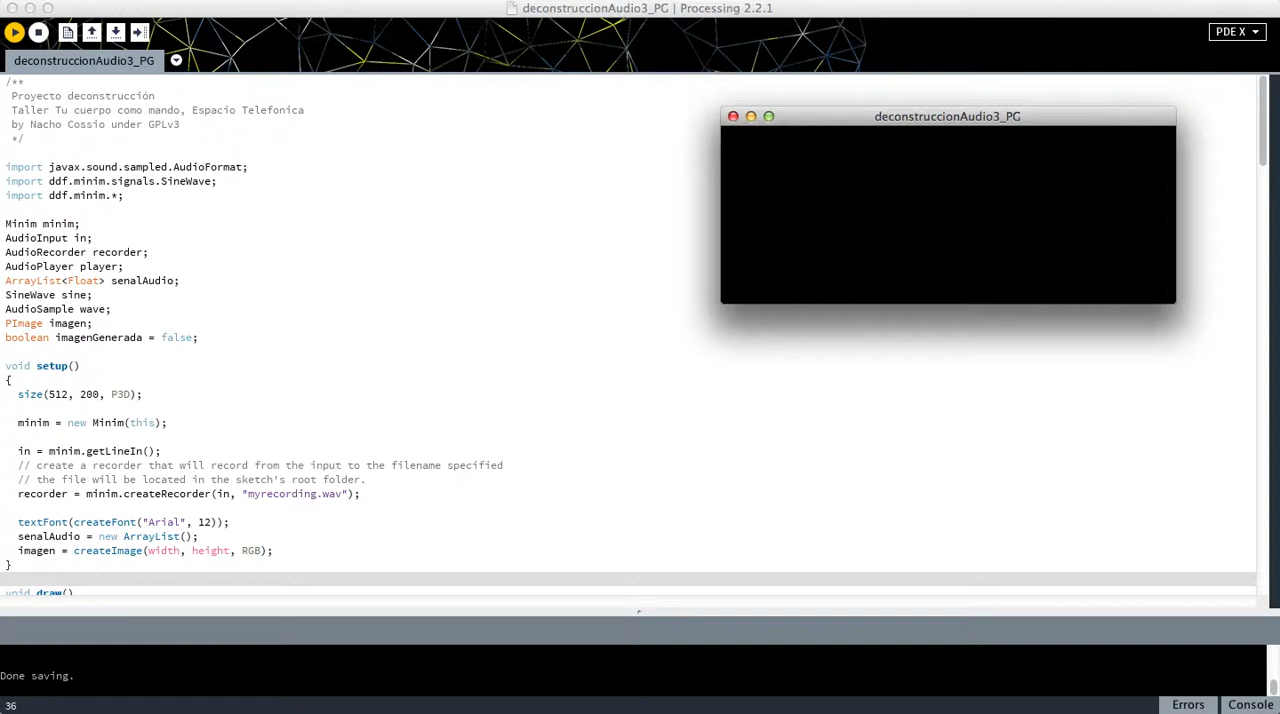 deconstruccionAudio3_PG | Processing 2.2.1
PDE X
deconstruccionAudio3_PG
/**
Proyecto deconstrucción
Taller Tu cuerpo como mando, Espacio Telefonica
by Nacho Cossio under GPLv3
*/
import javax.sound.sampled.AudioFormat;
import ddf.minim.signals.SineWave;
import ddf.minim.*;
Minim minim;
AudioInput in;
AudioRecorder recorder;
AudioPlayer player;
ArrayList<Float> senalAudio;
SineWave sine;
AudioSample wave;
PImage imagen;
boolean imagenGenerada = false;
void setup()
{
size(512, 200, P3D);
minim = new Minim(this);
in = minim.getLineIn();
// create a recorder that will record from the input to the filename specified
// the file will be located in the sketch's root folder.
recorder = minim.createRecorder(in, "myrecording.wav");
textFont(createFont("Arial", 12));
senalAudio = new ArrayList();
imagen = createImage(width, height, RGB);
}
void draw()
deconstruccionAudio3_PG
Done saving.
36
Errors
Console